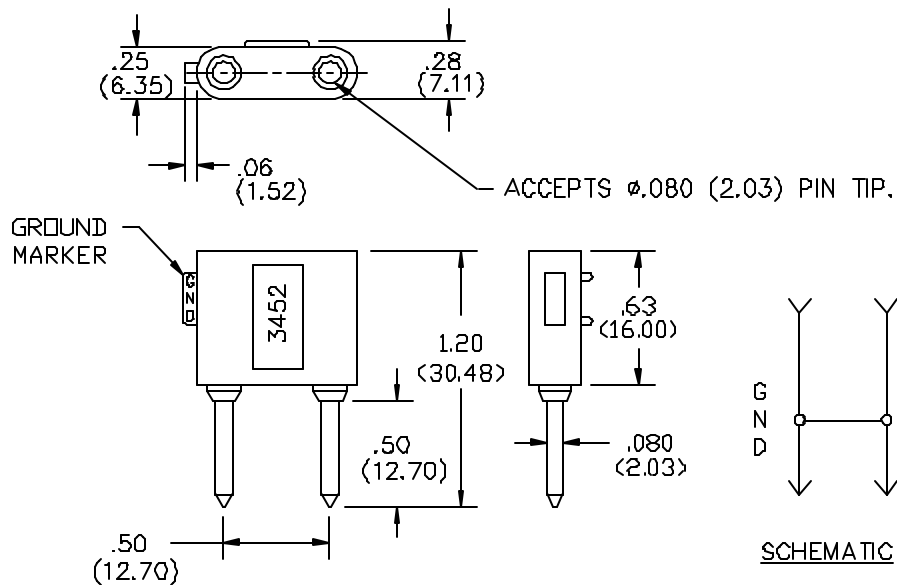 .25
(6.35)
.28
(7.11)
.06
(1.52)
ACCEPTS ø.080 (2.03) PIN TIP.
GROUND
MARKER
GND
3452
1.20
(30.48)
.63
(16.00)
.50
(12.70)
.080
(2.03)
.50
(12.70)
G
N
D
SCHEMATIC